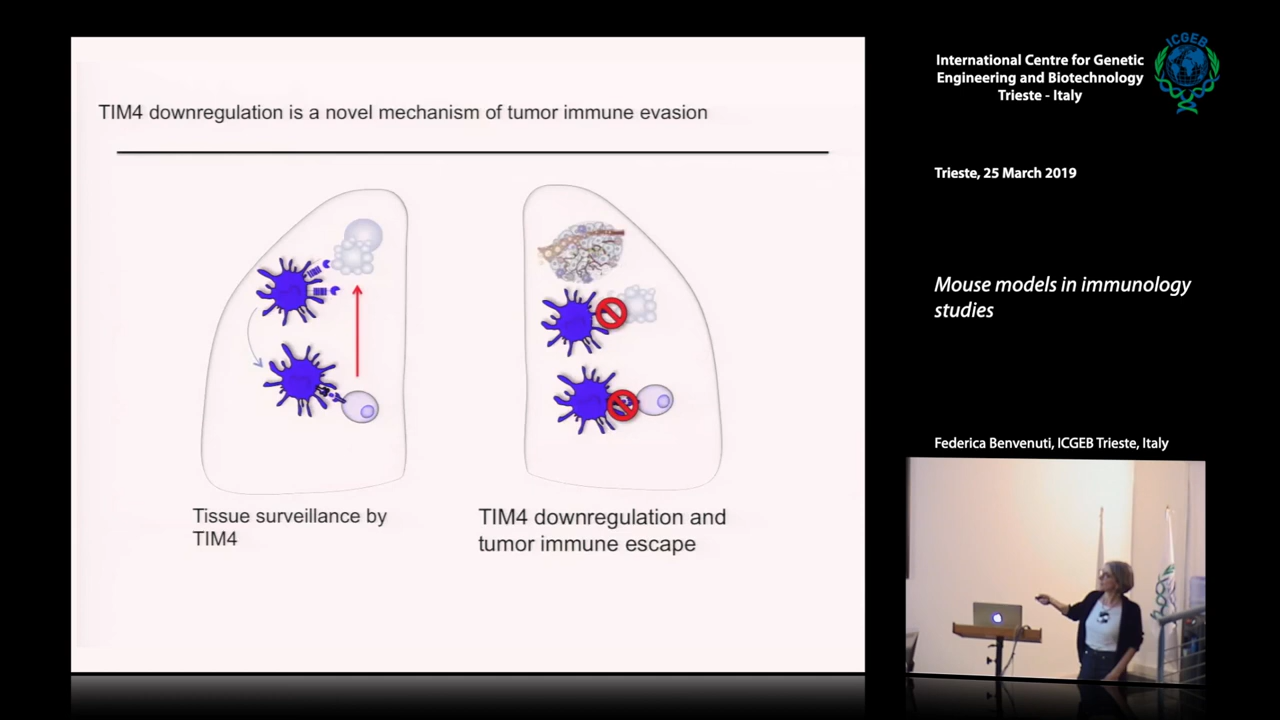 TIM4 downregulation is a novel mechanism of tumor immune evasion
Tissue surveillance by
TIM4
TIM4 downregulation and
tumor immune escape
International Centre for Genetic
Engineering and Biotechnology
Trieste - Italy
ICGEB
Trieste, 25 March 2019
Mouse models in immunology
studies
Federica Benvenuti, ICGEB Trieste, Italy